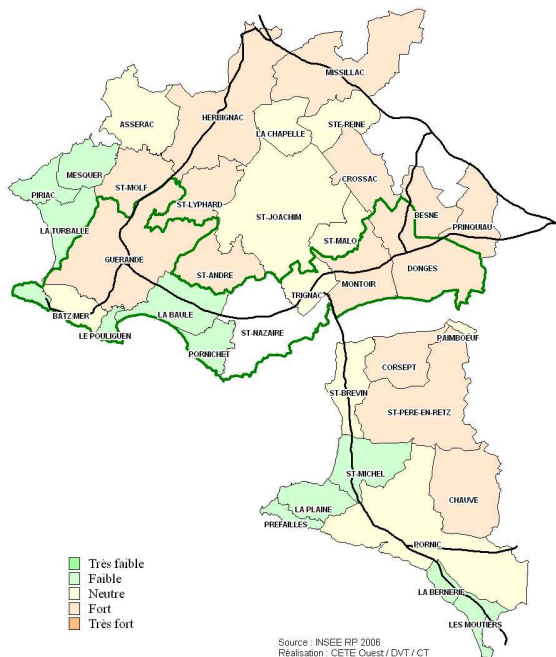 MISSILLAC
HERBIGNAC
ASSERAC
LA CHAPELLE
STE-REINE
MESQUER
ST-MOLF
CROSSAC
PIRIAC
ST-LYPHARD
ST-JOACHIM
BESNE
LA TURBALLE
PRINQUIAU
ST-MALO
GUERANDE
DONGES
ST-ANDRE
MONTOIR
TRIGNAC
BATZ-MER
LA BAULE
LE POULIGUEN
ST-NAZAIRE
PAIMBOEUF
PORNICHET
CORSEPT
ST-BREVIN
ST-PERE-EN-RETZ
ST-MICHEL
CHAUVE
LA PLAINE
PREFAILLES
PORNIC
LA BERNERIE
LES MOUTIERS
Très faible
Faible
Neutre
Fort
Très fort
Source : INSEE RP 2006
Réalisation : CETE Ouest / DVT / CT